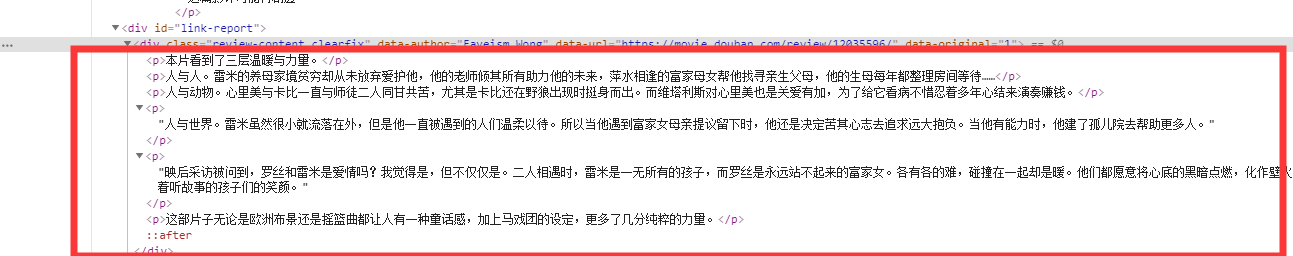 </p>
▼<div id="link-report">
▼<div class="review-content clearfix" data-author="Fayeism Wong" data-url="https://movie.douban.com/review/12035596/" data-original="1"> == $0
<p>本片看到了三层温暖与力量。</p>
<p>人与人。雷米的养母家境贫穷却从未放弃爱护他，他的老师倾其所有助力他的未来，萍水相逢的富家母女帮他找寻亲生父母，他的生母每年都整理房间等待……</p>
<p>人与动物。心里美与卡比一直与师徒二人同甘共苦，尤其是卡比还在野狼出现时挺身而出。而维塔利斯对心里美也是关爱有加，为了给它看病不惜忍着多年心结来演奏赚钱。</p>
▼<p>
"人与世界。雷米虽然很小就流落在外，但是他一直被遇到的人们温柔以待。所以当他遇到富家女母亲提议留下时，他还是决定苦其心志去追求远大抱负。当他有能力时，他建了孤儿院去帮助更多人。"
</p>
▼<p>
"映后采访被问到，罗丝和雷米是爱情吗？我觉得是，但不仅仅是。二人相遇时，雷米是一无所有的孩子，而罗丝是永远站不起来的富家女。各有各的难，碰撞在一起却是暖。他们都愿意将心底的黑暗点燃，化作壁火
着听故事的孩子们的笑颜。"
</p>
<p>这部片子无论是欧洲布景还是摇篮曲都让人有一种童话感，加上马戏团的设定，更多了几分纯粹的力量。</p>
::after
</div>